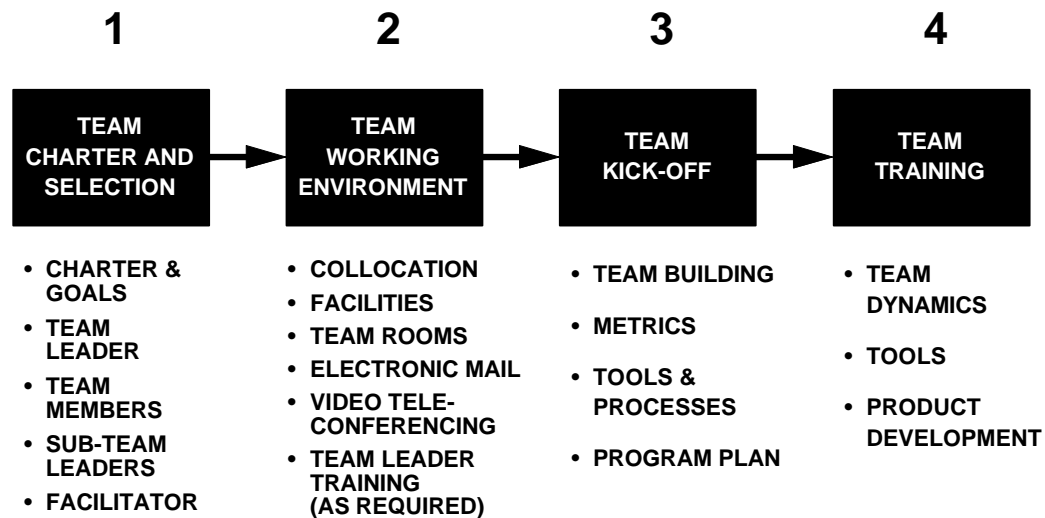 1
2
3
4
TEAM
CHARTER AND
SELECTION
TEAM
WORKING
ENVIRONMENT
TEAM
KICK-OFF
TEAM
TRAINING
• CHARTER &
GOALS
• TEAM
LEADER
• TEAM
MEMBERS
• SUB-TEAM
LEADERS
• FACILITATOR
• COLLOCATION
• FACILITIES
• TEAM ROOMS
• ELECTRONIC MAIL
• VIDEO TELE-
CONFERENCING
• TEAM LEADER
TRAINING
(AS REQUIRED)
• TEAM BUILDING
• METRICS
• TOOLS &
PROCESSES
• PROGRAM PLAN
• TEAM
DYNAMICS
• TOOLS
• PRODUCT
DEVELOPMENT